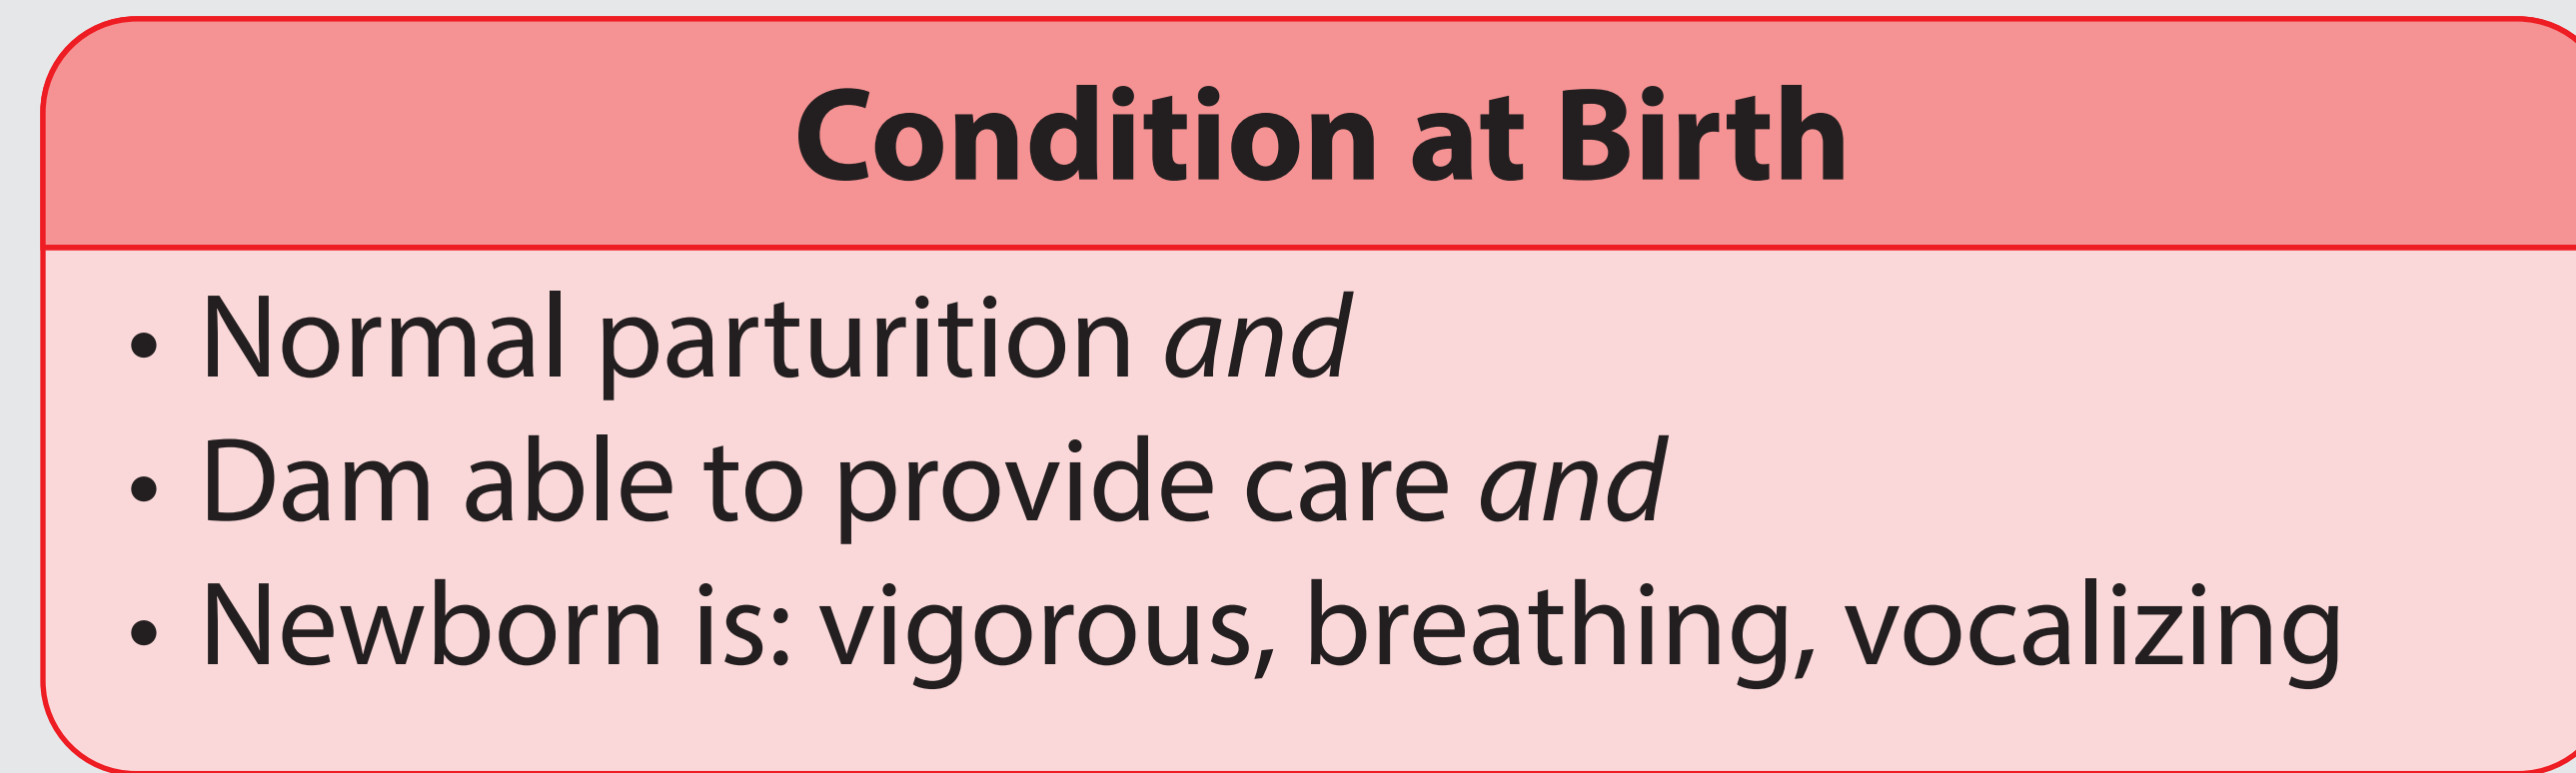 Condition at Birth
• Normal parturition and
• Dam able to provide care and
• Newborn is: vigorous, breathing, vocalizing